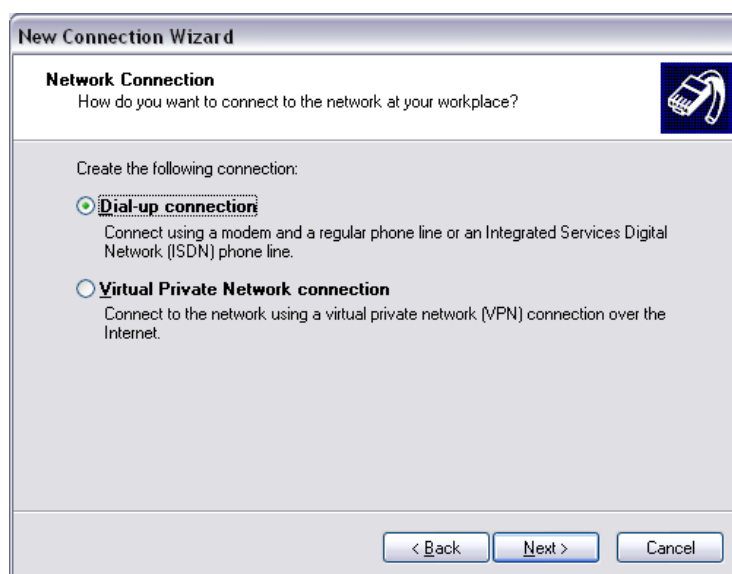 New Connection Wizard
Network Connection
How do you want to connect to the network at your workplace?
Create the following connection:
Dial-up connection
Connect using a modem and a regular phone line or an Integrated Services Digital
Network (ISDN) phone line.
Virtual Private Network connection
Connect to the network using a virtual private network (VPN) connection over the
Internet.
< Back Next > Cancel